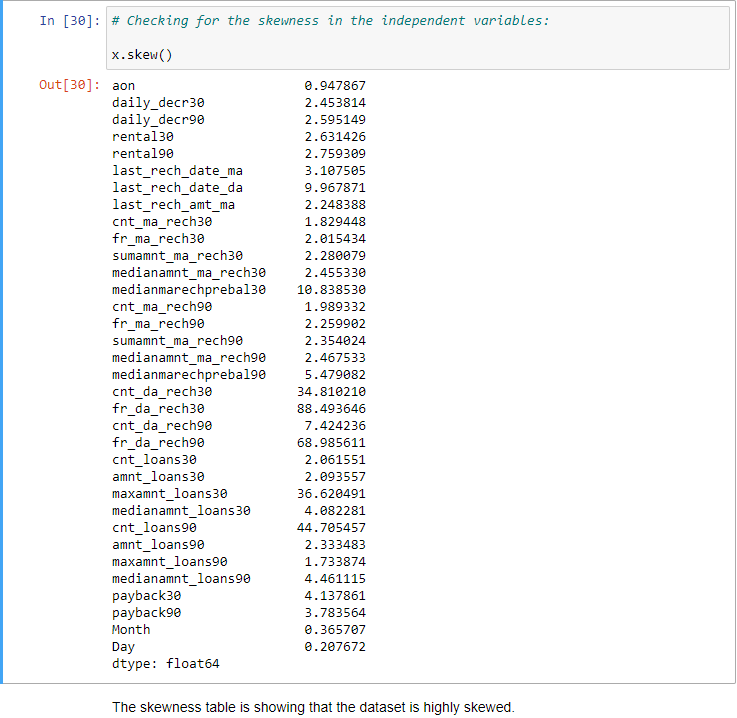 In [30]: # Checking for the skewness in the independent variables:
x.skew()
Out[30]: aon 0.947867
daily_decr30 2.453814
daily_decr90 2.595149
rental30 2.631426
rental90 2.759309
last_rech_date_ma 3.107505
last_rech_date_da 9.967871
last_rech_amt_ma 2.248388
cnt_ma_rech30 1.829448
fr_ma_rech30 2.015434
sumamnt_ma_rech30 2.280079
medianamnt_ma_rech30 2.455330
medianmarechprebal30 10.838530
cnt_ma_rech90 1.989332
fr_ma_rech90 2.259902
sumamnt_ma_rech90 2.354024
medianamnt_ma_rech90 2.467533
medianmarechprebal90 5.479082
cnt_da_rech30 34.810210
fr_da_rech30 88.493646
cnt_da_rech90 7.424236
fr_da_rech90 68.985611
cnt_loans30 2.061551
amnt_loans30 2.093557
maxamnt_loans30 36.620491
medianamnt_loans30 4.082281
cnt_loans90 44.705457
amnt_loans90 2.333483
maxamnt_loans90 1.733874
medianamnt_loans90 4.461115
payback30 4.137861
payback90 3.783564
Month 0.365707
Day 0.207672
dtype: float64
The skewness table is showing that the dataset is highly skewed.